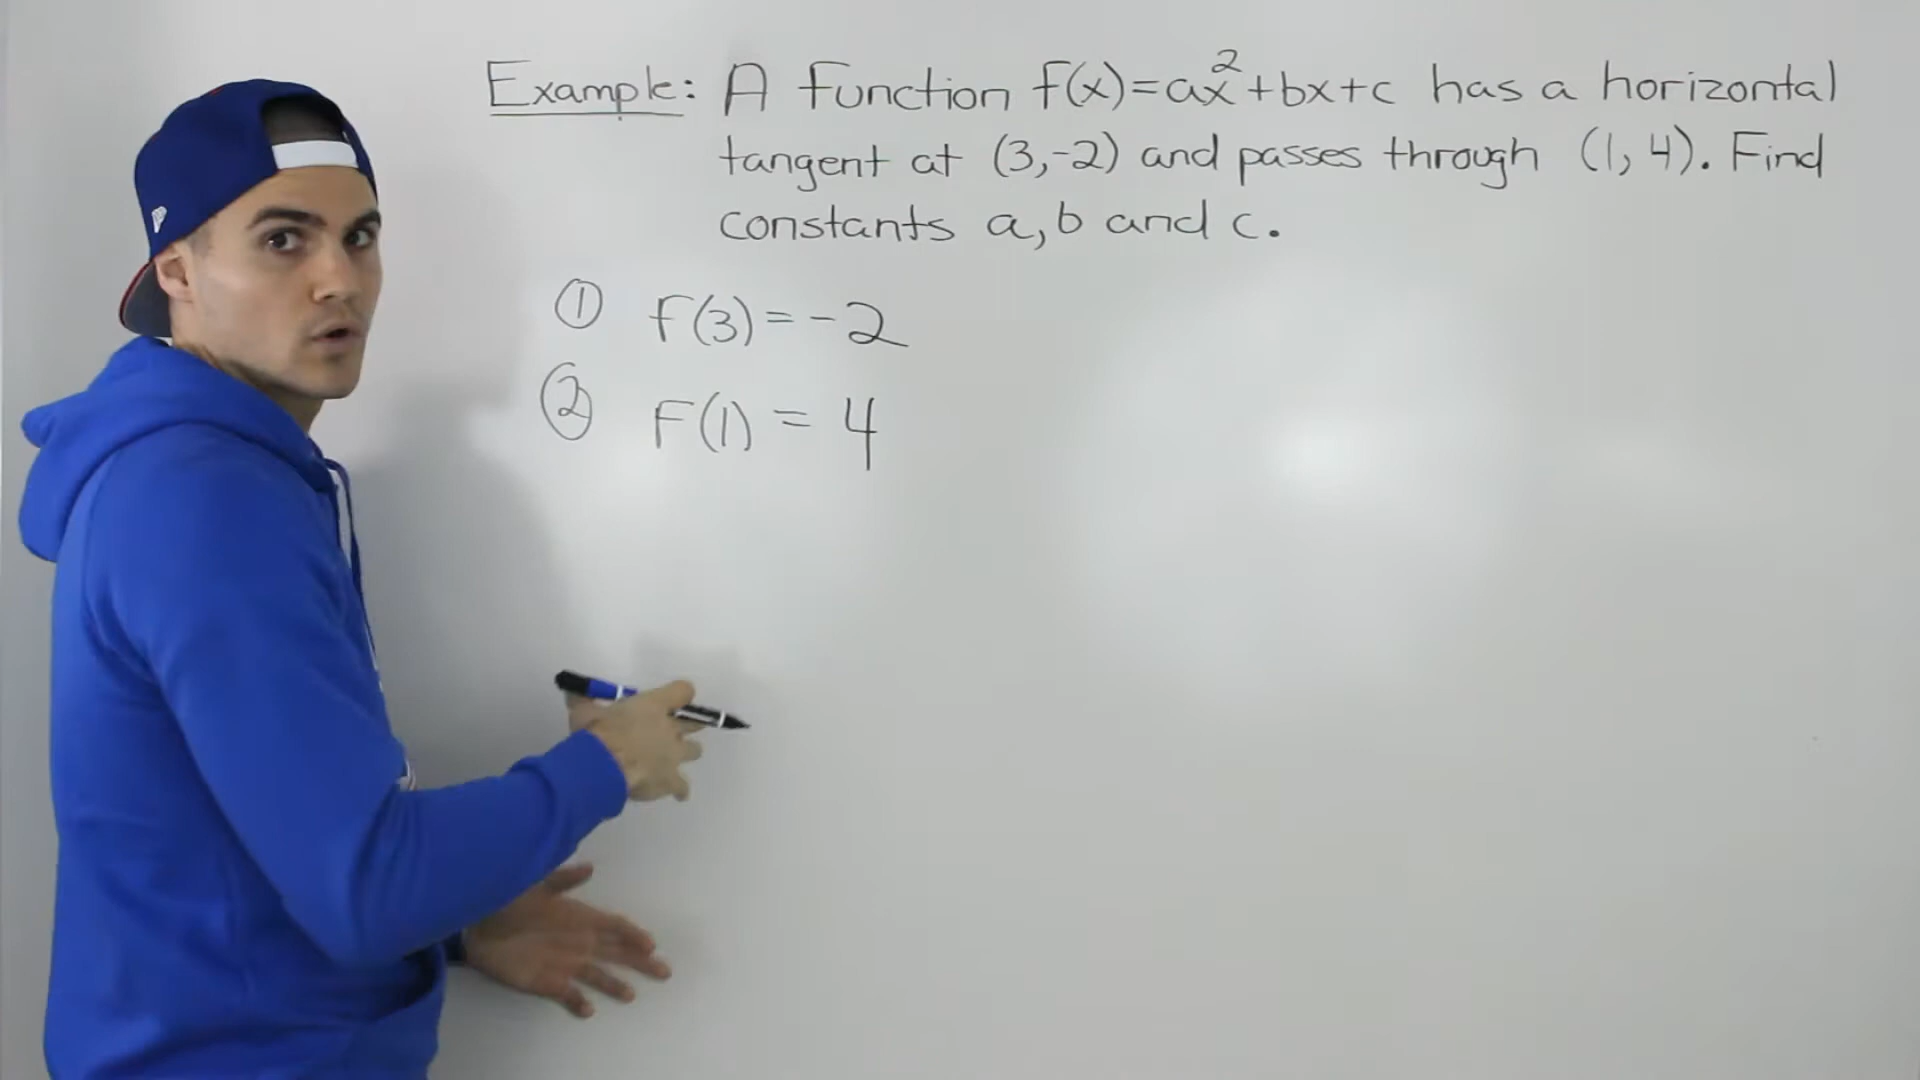 Example: A function f(x)=ax²+bx+c has a horizontal
tangent at (3,-2) and passes through (1,4). Find
constants a, b and c.
① f(3)=-2
② f(1) = 4